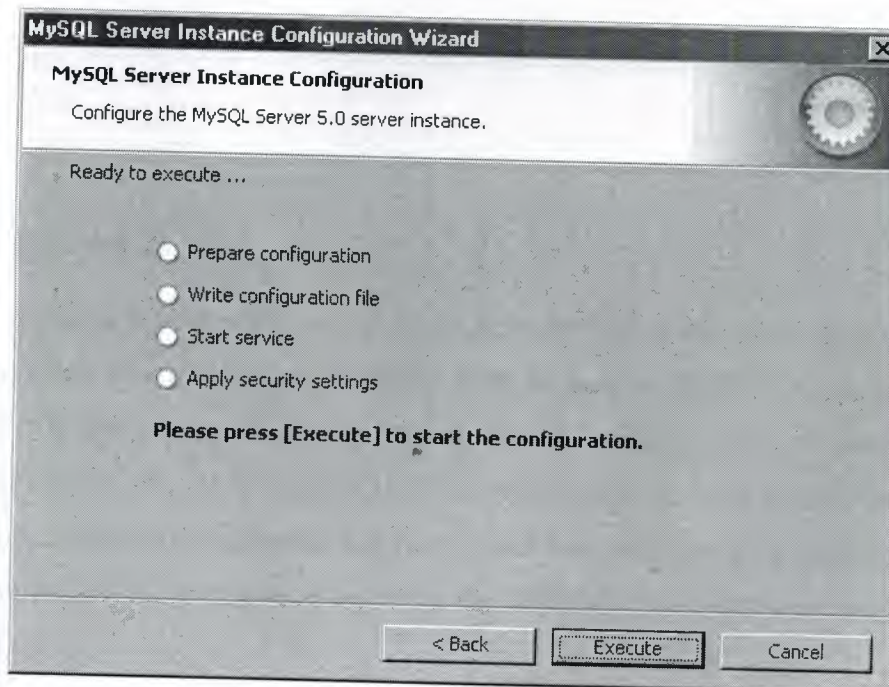 MySQL Server Instance Configuration Wizard
MySQL Server Instance Configuration
Configure the MySQL Server 5.0 server instance.
Ready to execute ...
Prepare configuration
Write configuration file
Start service
Apply security settings
Please press [Execute] to start the configuration.
< Back
Execute
Cancel